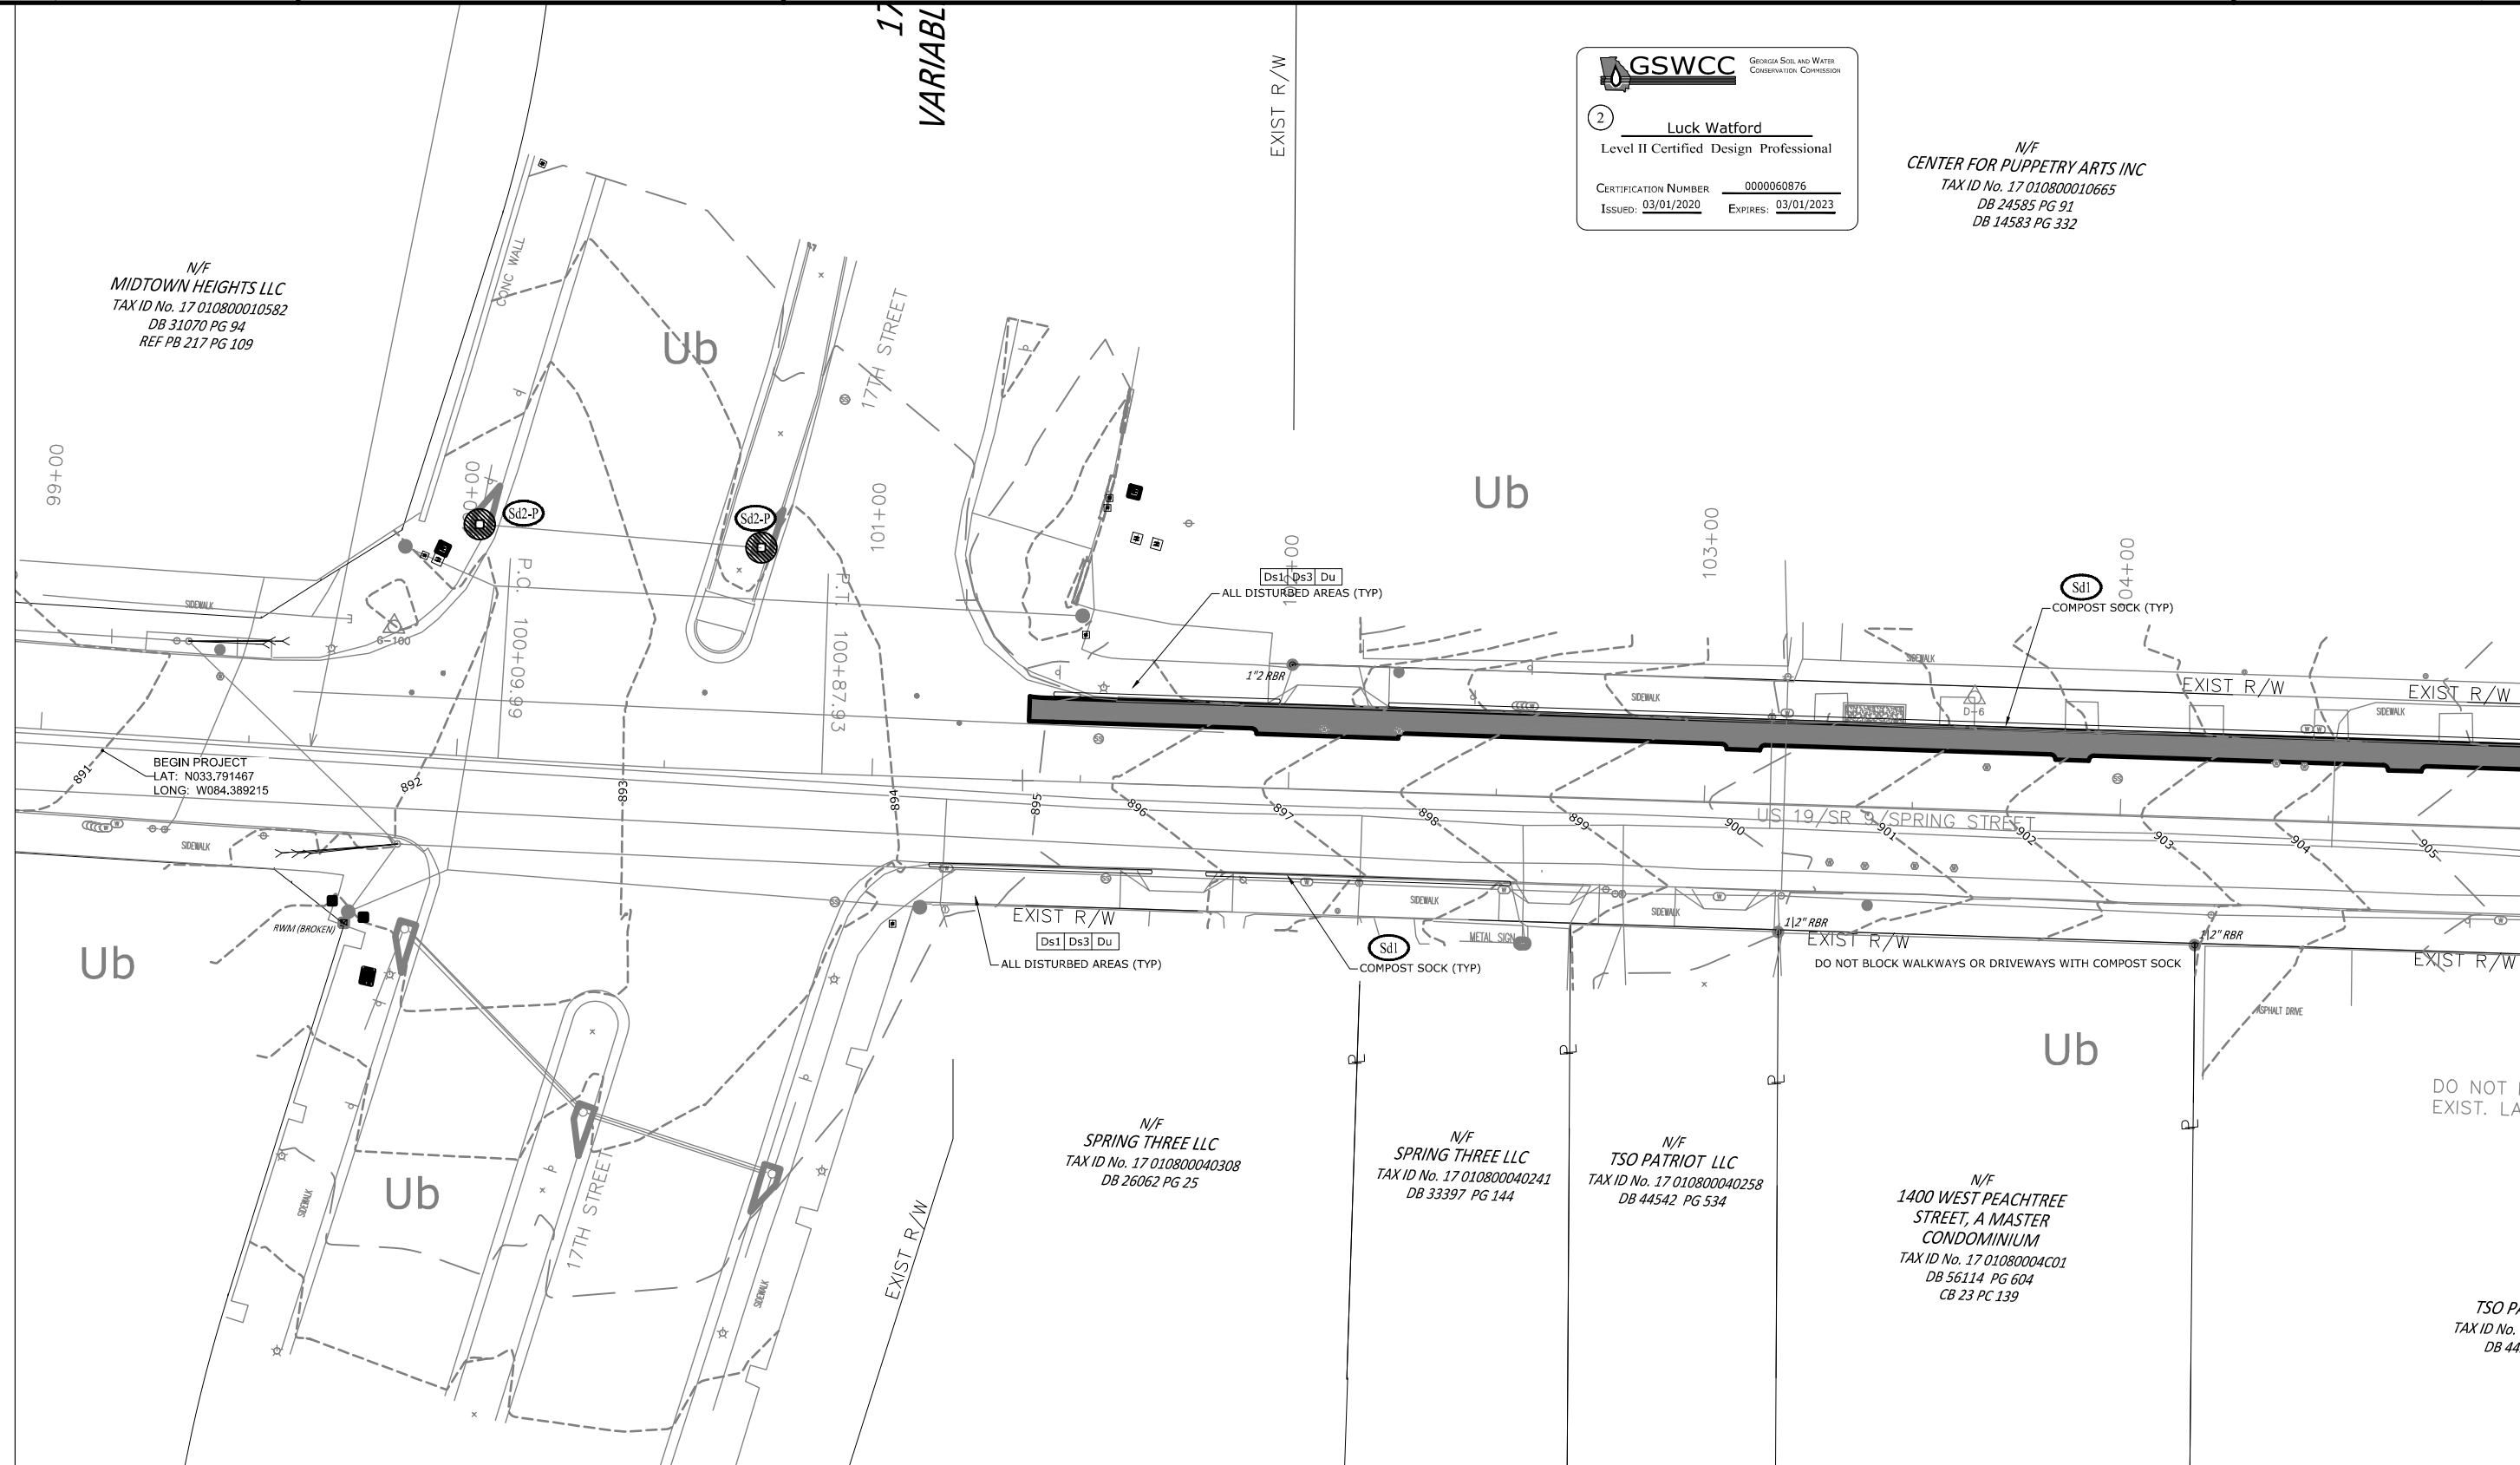 17
VARIABL
EXIST R/W
GSWCC
GEORGIA SOIL AND WATER
CONSERVATION COMMISSION
2
Luck Watford
Level II Certified Design Professional
CERTIFICATION NUMBER 0000060876
ISSUED: 03/01/2020 EXPIRES: 03/01/2023
N/F
CENTER FOR PUPPETRY ARTS INC
TAX ID No. 17 010800010665
DB 24585 PG 91
DB 14583 PG 332
N/F
MIDTOWN HEIGHTS LLC
TAX ID No. 17 010800010582
DB 31070 PG 94
REF PB 217 PG 109
CONC WALL
Ub
17TH STREET
SS
99+00
Sd2-P
Sd2-P
101+00
Ub
103+00
Ds1 Ds3 Du
ALL DISTURBED AREAS (TYP)
Sd1
04+00
COMPOST SOCK (TYP)
SIDEWALK
6-100
P.C. 100+09.99
P.T. 100+87.93
1"2 RBR
SIDEWALK
SIDEWALK
D-6
EXIST R/W
EXIST R/W
SIDEWALK
SS
SS
BEGIN PROJECT
LAT: N033.791467
LONG: W084.389215
891
892
893
894
895
896
897
898
899
900
901
902
903
904
905
US 19/SR 9/SPRING STREET
SIDEWALK
SS
SS
SIDEWALK
SIDEWALK
METAL SIGN
RWM (BROKEN)
EXIST R/W
Ds1 Ds3 Du
ALL DISTURBED AREAS (TYP)
Sd1
COMPOST SOCK (TYP)
1|2" RBR
EXIST R/W
DO NOT BLOCK WALKWAYS OR DRIVEWAYS WITH COMPOST SOCK
1|2" RBR
EXIST R/W
Ub
ASPHALT DRIVE
Ub
DO NOT
EXIST. LA
Ub
SIDEWALK
17TH STREET
SIDEWALK
EXIST R/W
N/F
SPRING THREE LLC
TAX ID No. 17 010800040308
DB 26062 PG 25
N/F
SPRING THREE LLC
TAX ID No. 17 010800040241
DB 33397 PG 144
N/F
TSO PATRIOT LLC
TAX ID No. 17 010800040258
DB 44542 PG 534
N/F
1400 WEST PEACHTREE
STREET, A MASTER
CONDOMINIUM
TAX ID No. 17 01080004C01
DB 56114 PG 604
CB 23 PC 139
TSO PA
TAX ID No.
DB 44